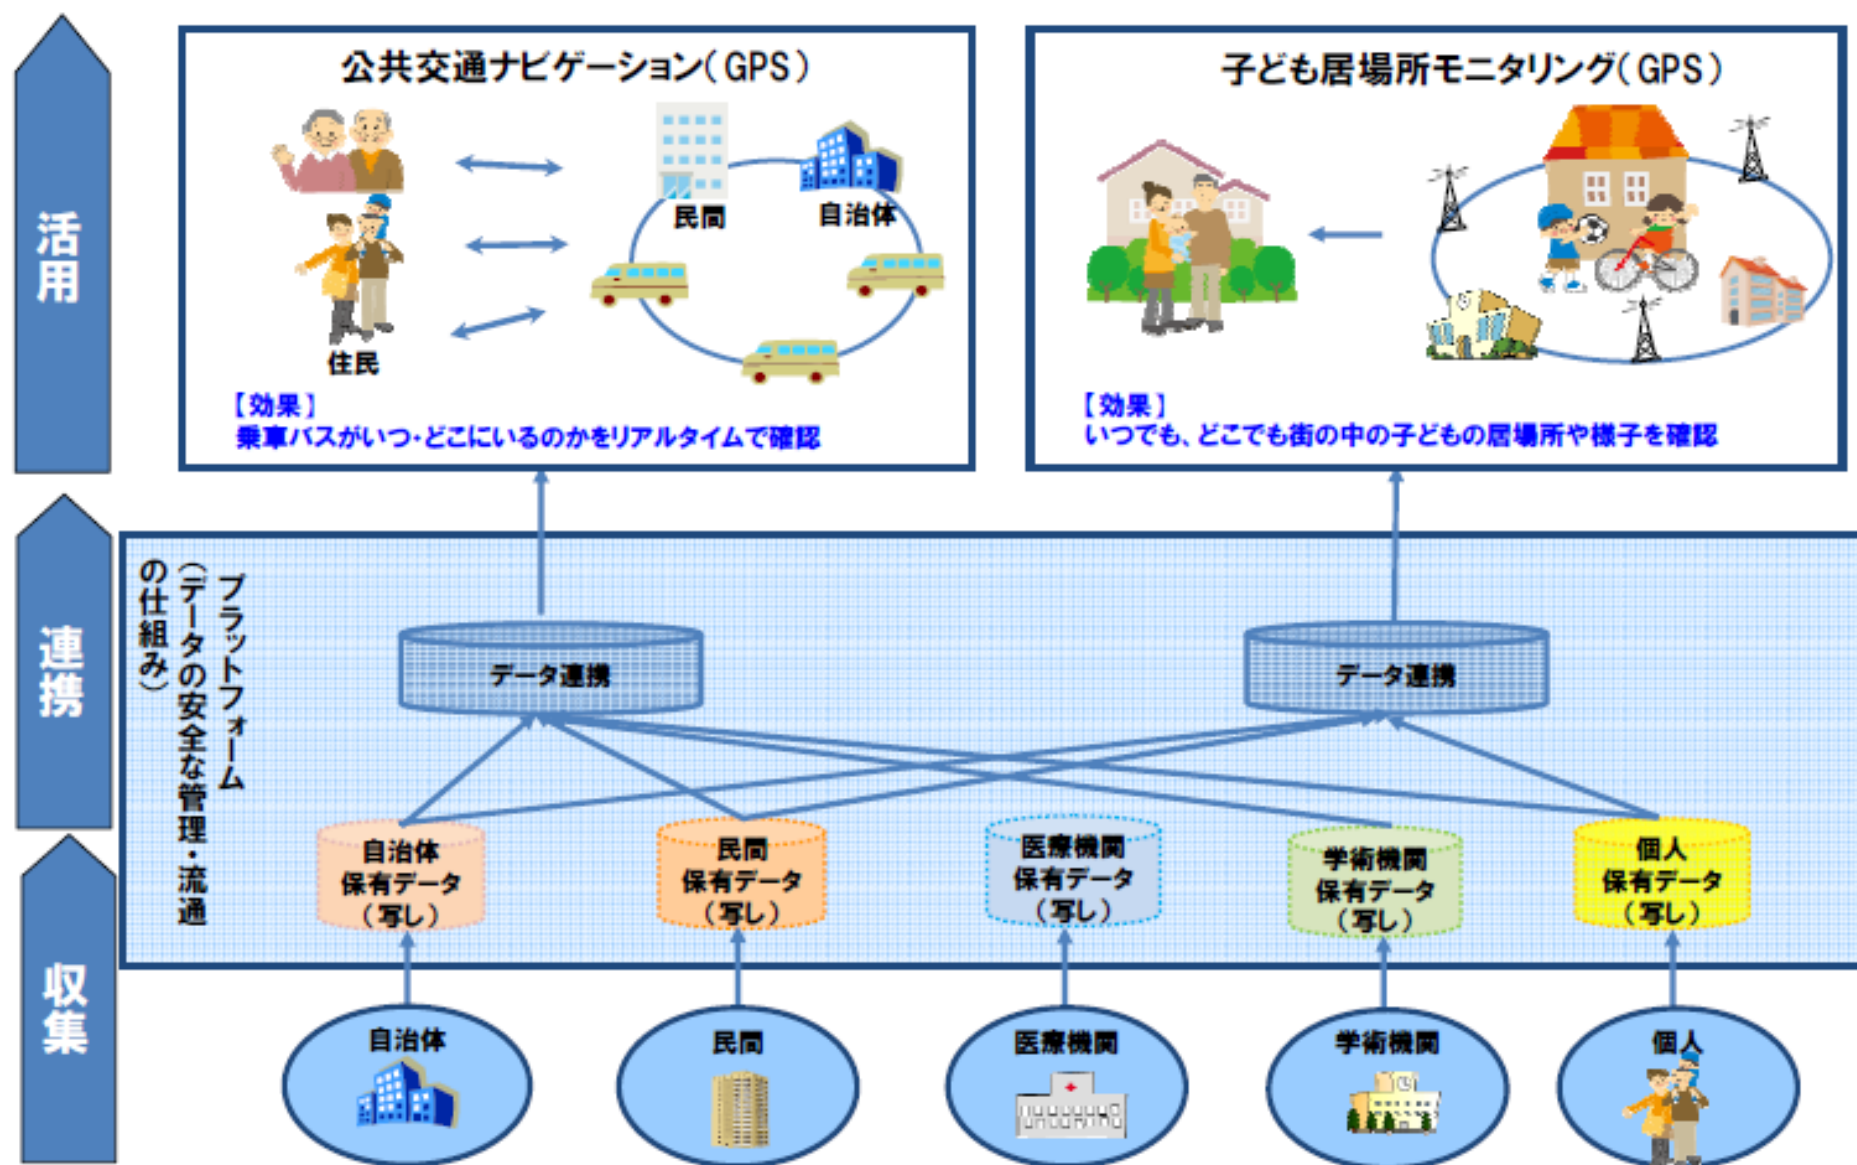 活用
公共交通ナビゲーション(GPS)
民間
自治体
住民
【効果】
乗車バスがいつ・どこにいるのかをリアルタイムで確認
子ども居場所モニタリング(GPS)
【効果】
いつでも、どこでも街の中の子どもの居場所や様子を確認
連携
プラットフォーム
(データの安全な管理・流通
の仕組み)
データ連携
データ連携
自治体
保有データ
(写し)
民間
保有データ
(写し)
医療機関
保有データ
(写し)
学術機関
保有データ
(写し)
個人
保有データ
(写し)
収集
自治体
民間
医療機関
学術機関
個人